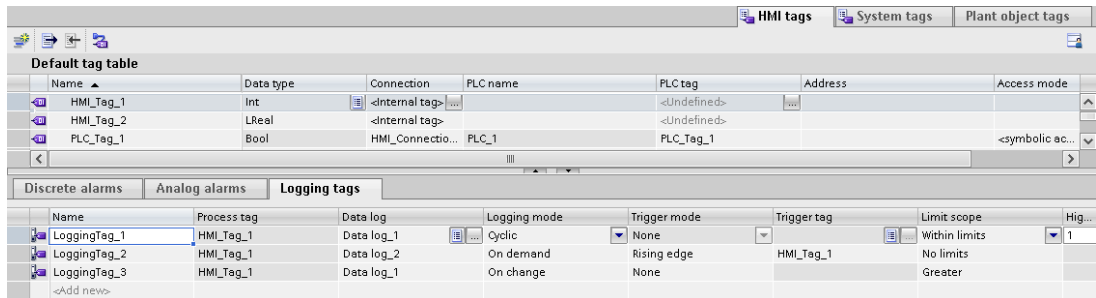 HMI tags System tags Plant object tags
Default tag table
Name Data type Connection PLC name PLC tag Address Access mode
HMI_Tag_1 Int <Internal tag> ... <Undefined> ...
HMI_Tag_2 LReal <Internal tag> <Undefined>
PLC_Tag_1 Bool HMI_Connectio... PLC_1 PLC_Tag_1 <symbolic ac...
Discrete alarms Analog alarms Logging tags
Name Process tag Data log Logging mode Trigger mode Trigger tag Limit scope Hig...
LoggingTag_1 HMI_Tag_1 Data log_1 ... Cyclic None ... Within limits 1
LoggingTag_2 HMI_Tag_1 Data log_2 On demand Rising edge HMI_Tag_1 No limits
LoggingTag_3 HMI_Tag_1 Data log_1 On change None Greater
<Add new>